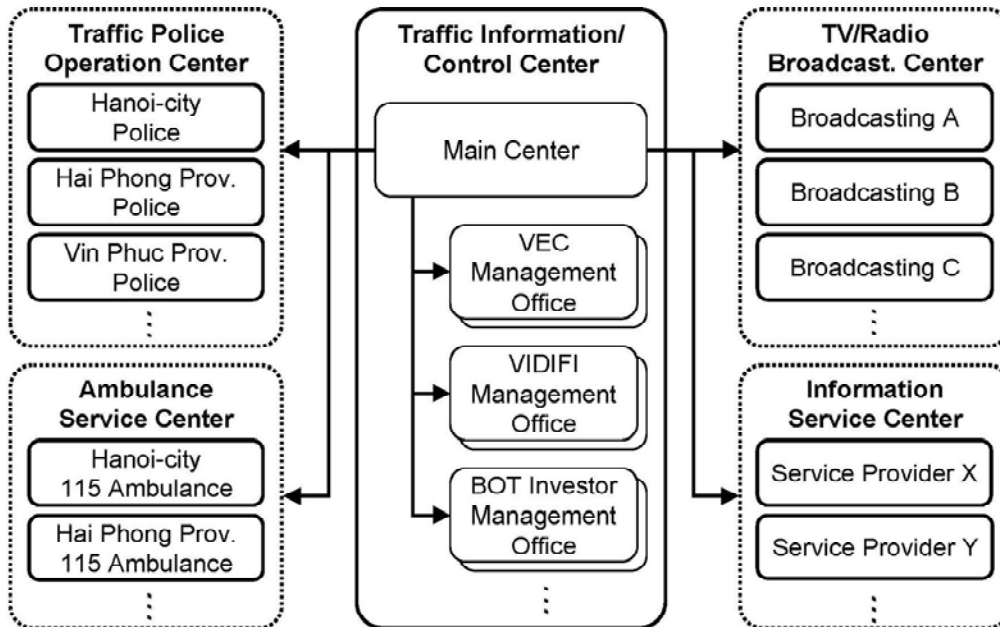 Traffic Police
Operation Center
Hanoi-city
Police
Hai Phong Prov.
Police
Vin Phuc Prov.
Police
Ambulance
Service Center
Hanoi-city
115 Ambulance
Hai Phong Prov.
115 Ambulance
Traffic Information/
Control Center
Main Center
VEC
Management
Office
VIDIFI
Management
Office
BOT Investor
Management
Office
TV/Radio
Broadcast. Center
Broadcasting A
Broadcasting B
Broadcasting C
Information
Service Center
Service Provider X
Service Provider Y